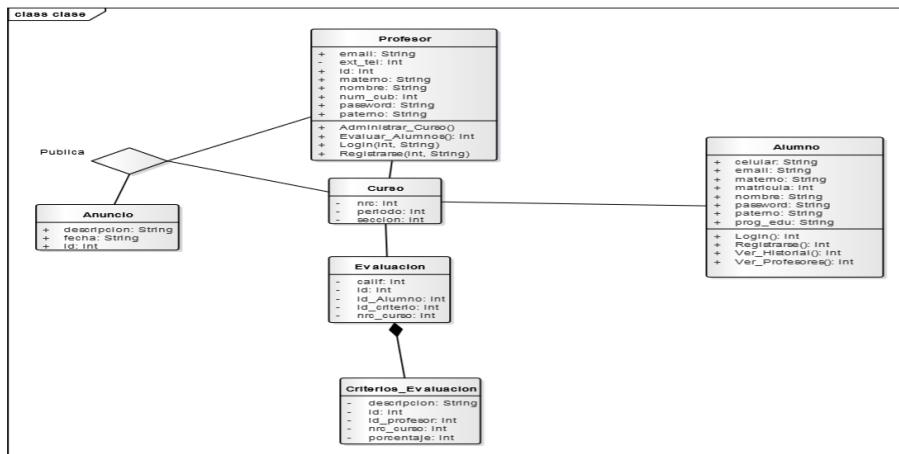 class clase
Profesor
+ email: String
- ext_tel: int
+ id: int
+ materno: String
+ nombre: String
+ num_cub: int
+ password: String
+ paterno: String
+ Administrar_Curso()
+ Evaluar_Alumnos(): int
+ Login(int, String)
+ Registrarse(int, String)
Publica
Anuncio
+ descripcion: String
+ fecha: String
+ id: int
Curso
- nrc: int
- periodo: int
- seccion: int
Alumno
+ celular: String
+ email: String
+ materno: String
+ matricula: int
+ nombre: String
+ password: String
+ paterno: String
+ prog_edu: String
+ Login(): int
+ Registrarse(): int
+ Ver_Historial(): int
+ Ver_Profesores(): int
Evaluacion
- calif: int
- id: int
- id_Alumno: int
- id_criterio: int
- nrc_curso: int
Criterios_Evaluacion
- descripcion: String
- id: int
- id_profesor: int
- nrc_curso: int
- porcentaje: int